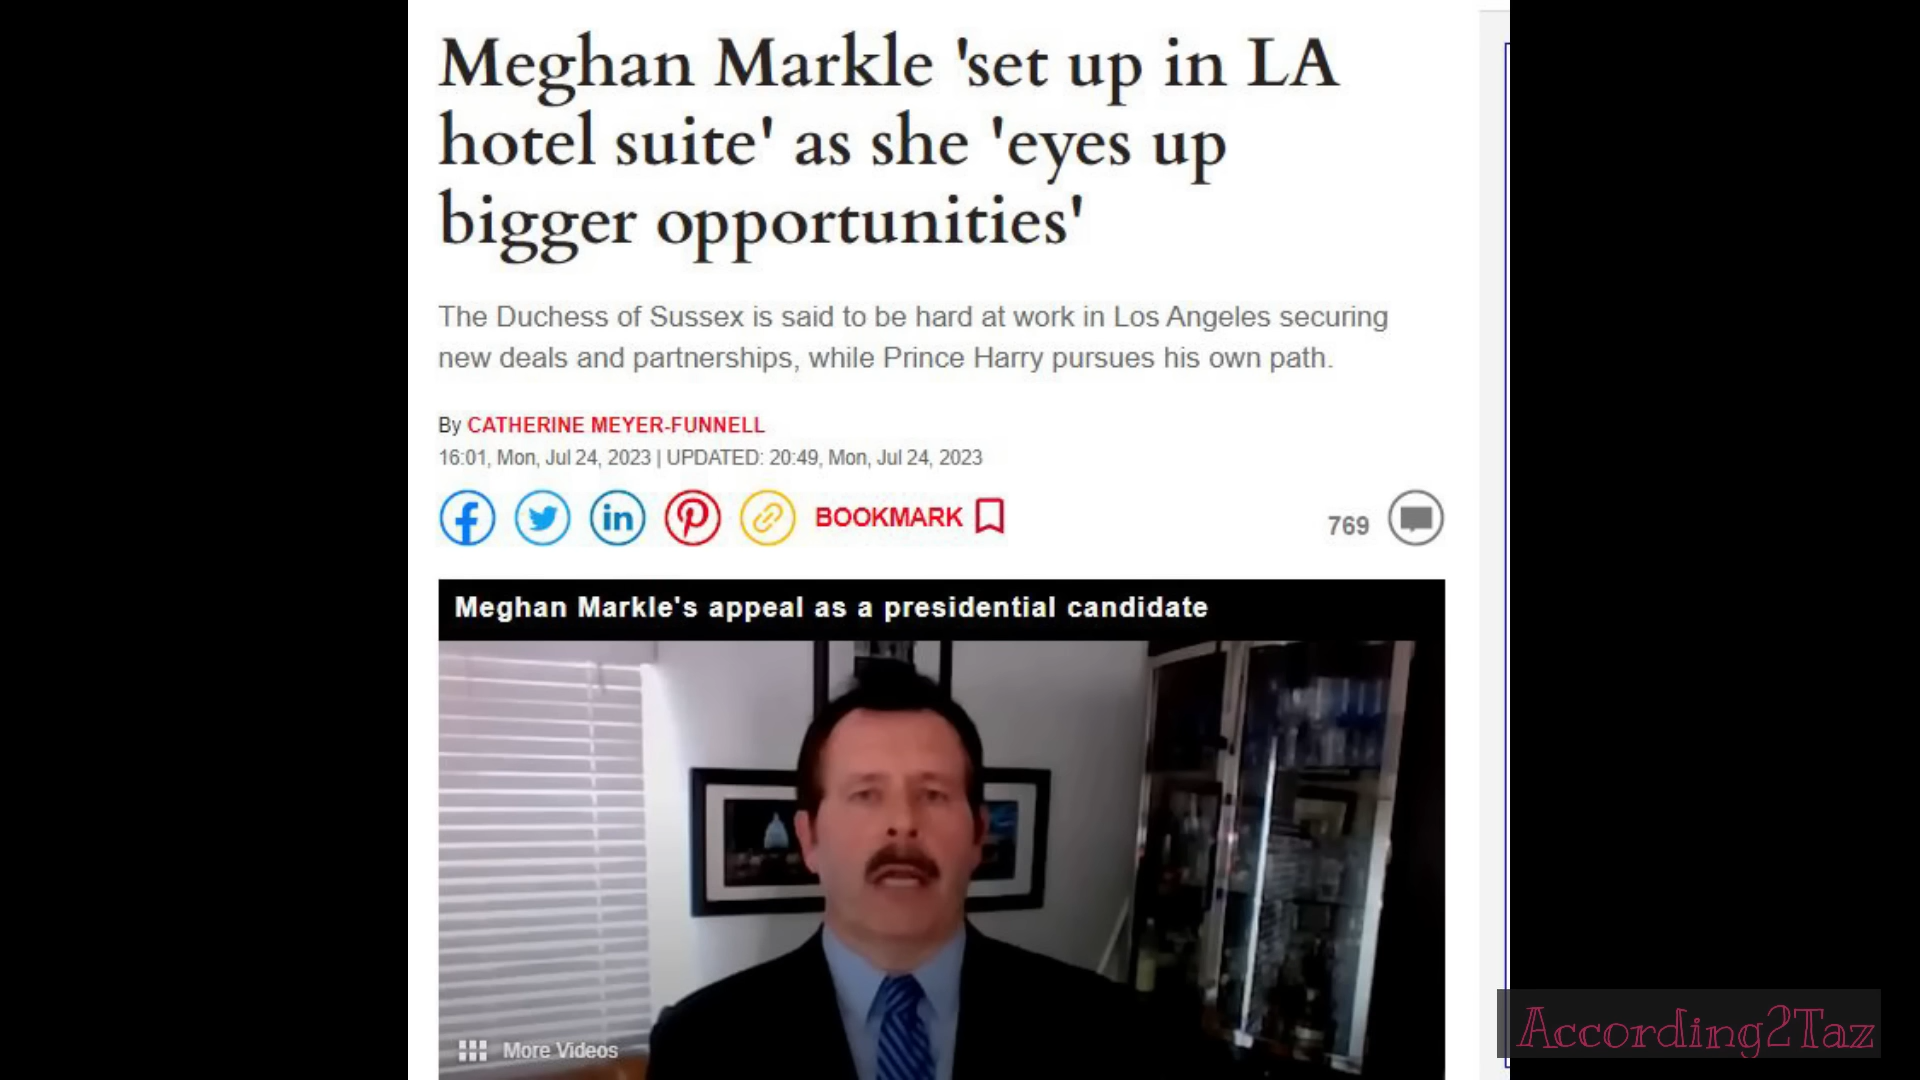 Meghan Markle 'set up in LA
hotel suite' as she 'eyes up
bigger opportunities'
The Duchess of Sussex is said to be hard at work in Los Angeles securing
new deals and partnerships, while Prince Harry pursues his own path.
By CATHERINE MEYER-FUNNELL
16:01, Mon, Jul 24, 2023 | UPDATED: 20:49, Mon, Jul 24, 2023
BOOKMARK
769
Meghan Markle's appeal as a presidential candidate
More Videos
According2Taz